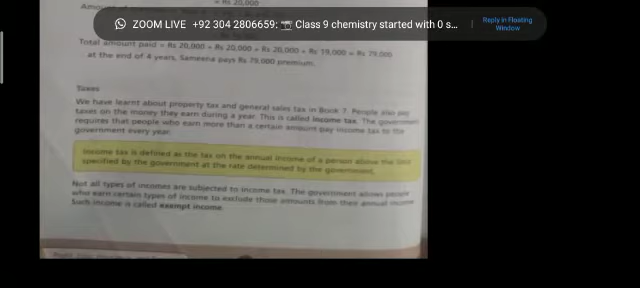 = Rs 20,000
ZOOM LIVE +92 304 2806659: 📷 Class 9 chemistry started with 0 s...
Reply in Floating
Window
Total amount paid = Rs 20,000 + Rs 20,000 + Rs 20,000 + Rs 19,000 = Rs 79,000
at the end of 4 years, Sameena pays Rs 79,000 premium.
Taxes
We have learnt about property tax and general sales tax in Book 7. People also pay
taxes on the money they earn during a year. This is called income tax. The government
requires that people who earn more than a certain amount pay income tax to the
government every year.
Income tax is defined as the tax on the annual income of a person above the limit
specified by the government at the rate determined by the government.
Not all types of incomes are subjected to income tax. The government allows people
who earn certain types of income to exclude those amounts from their annual income.
Such income is called exempt income.